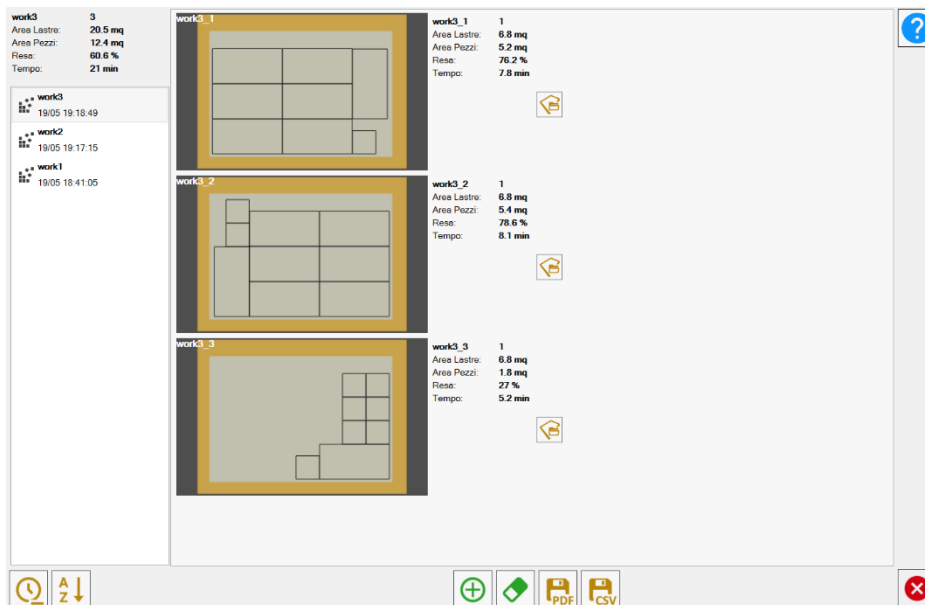 work3 3
Area Lastre: 20.5 mq
Area Pezzi: 12.4 mq
Resa: 60.6 %
Tempo: 21 min
work3
19/05 19:18:49
work2
19/05 19:17:15
work1
19/05 18:41:05
work3_1
work3_1 1
Area Lastre: 6.8 mq
Area Pezzi: 5.2 mq
Resa: 76.2 %
Tempo: 7.8 min
work3_2
work3_2 1
Area Lastre: 6.8 mq
Area Pezzi: 5.4 mq
Resa: 78.6 %
Tempo: 8.1 min
work3_3
work3_3 1
Area Lastre: 6.8 mq
Area Pezzi: 1.8 mq
Resa: 27 %
Tempo: 5.2 min
?
A
Z
PDF
CSV